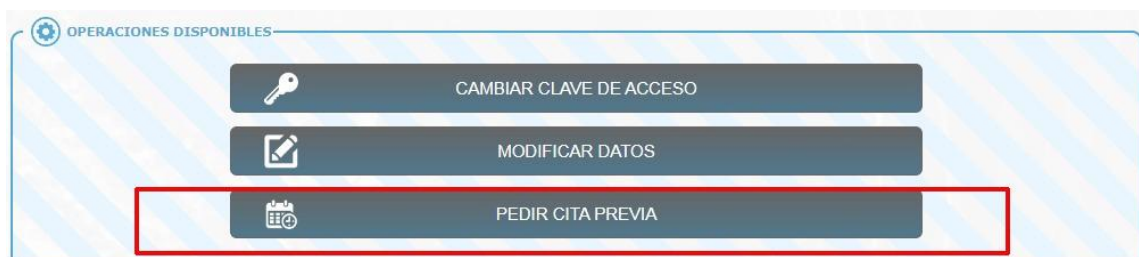 OPERACIONES DISPONIBLES
CAMBIAR CLAVE DE ACCESO
MODIFICAR DATOS
PEDIR CITA PREVIA